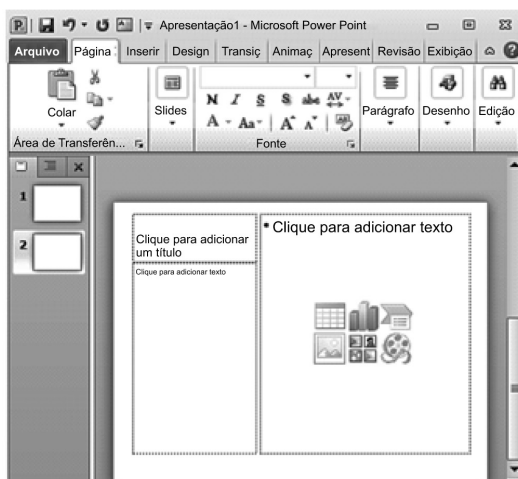 Apresentação1 - Microsoft Power Point
Arquivo Página Inserir Design Transiç Animaç Apresent Revisão Exibição
Colar
Slides
N I S S abc AV
A Aa A A
Parágrafo Desenho Edição
Área de Transferên... Fonte
1
2
Clique para adicionar
um título
Clique para adicionar texto
Clique para adicionar texto